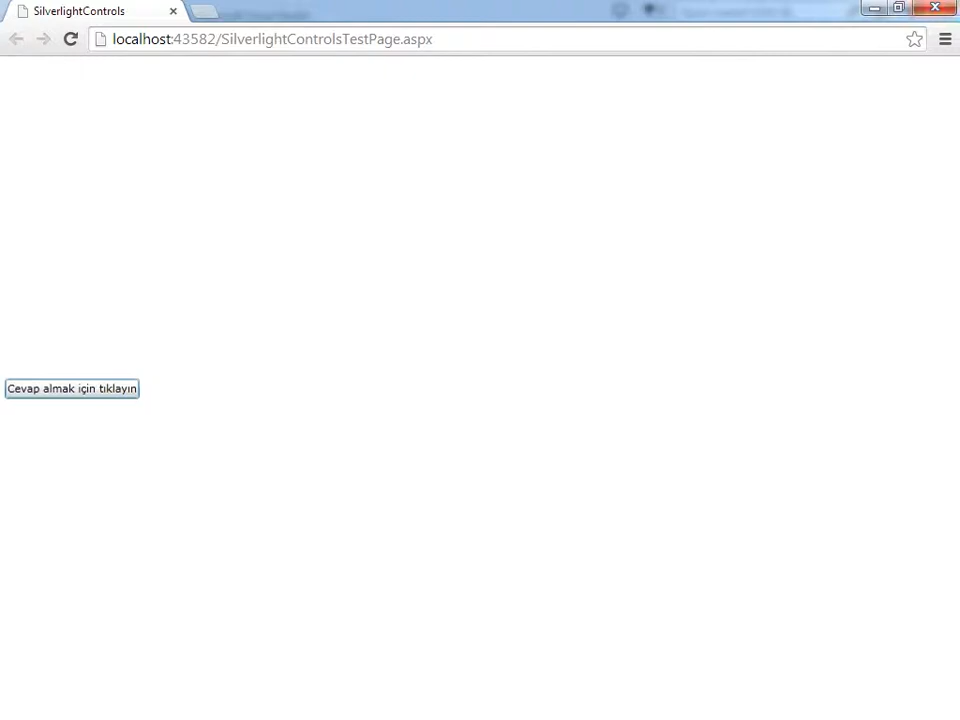 SilverlightControls
localhost:43582/SilverlightControlsTestPage.aspx
Cevap almak için tıklayın